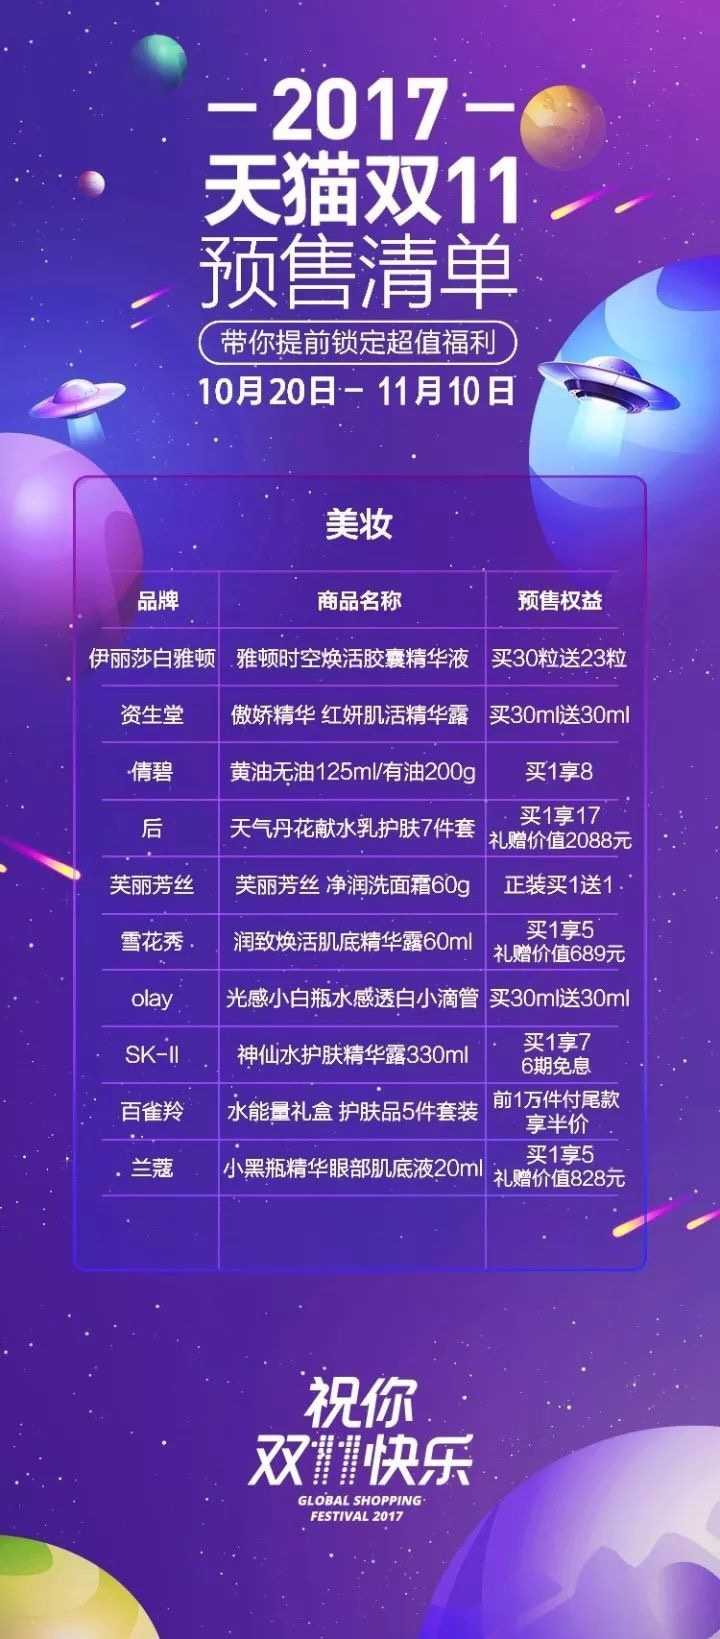 2017
天猫双11
预售清单
带你提前锁定超值福利
10月20日- 11月10日
美妆
品牌 商品名称 预售权益
伊丽莎白雅顿 雅顿时空焕活胶囊精华液 买30粒送23粒
资生堂 傲娇精华 红妍肌活精华露 买30ml送30ml
倩碧 黄油无油125ml/有油200g 买1享8
后 天气丹花献水乳护肤7件套 买1享17
礼赠价值2088元
芙丽芳丝 芙丽芳丝 净润洗面霜60g 正装买1送1
雪花秀 润致焕活肌底精华露60ml 买1享5
礼赠价值689元
olay 光感小白瓶水感透白小滴管 买30ml送30ml
SK-II 神仙水护肤精华露330ml 买1享7
6期免息
百雀羚 水能量礼盒 护肤品5件套装 前1万件付尾款
享半价
兰蔻 小黑瓶精华眼部肌底液20ml 买1享5
礼赠价值828元
祝你
双11快乐
GLOBAL SHOPPING
FESTIVAL 2017